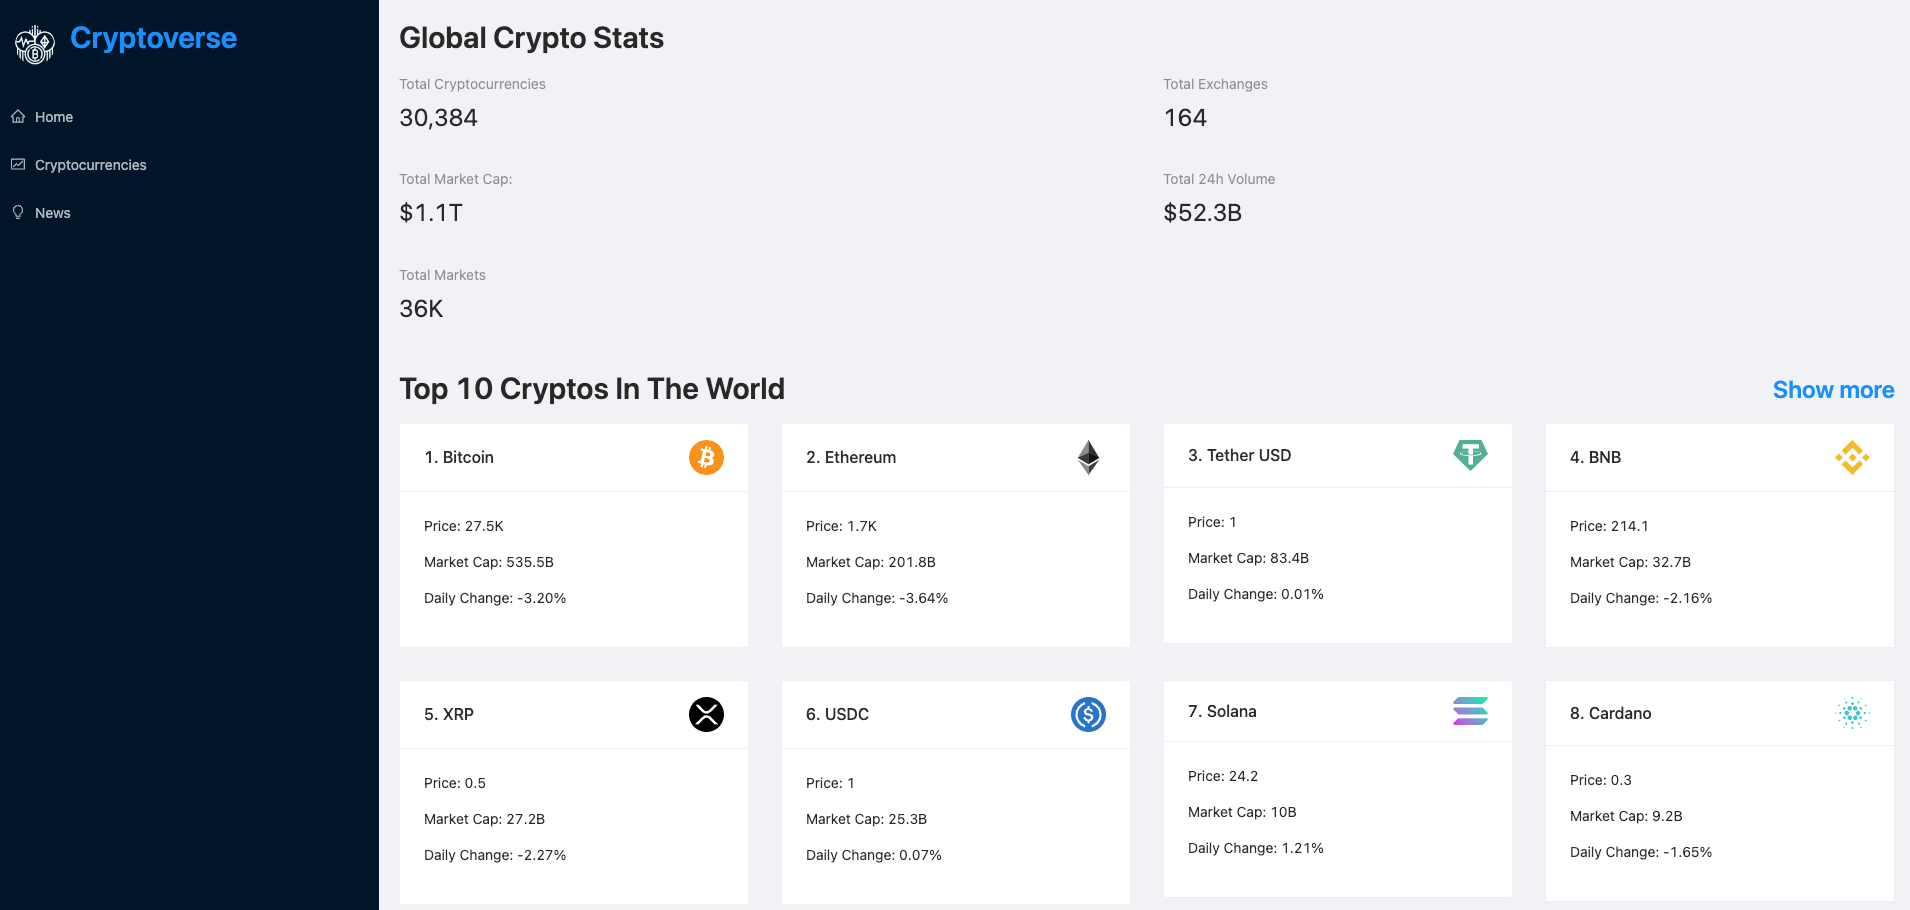 Cryptoverse
Home
Cryptocurrencies
News
Global Crypto Stats
Total Cryptocurrencies
30,384
Total Exchanges
164
Total Market Cap:
$1.1T
Total 24h Volume
$52.3B
Total Markets
36K
Top 10 Cryptos In The World
Show more
1. Bitcoin
Price: 27.5K
Market Cap: 535.5B
Daily Change: -3.20%
2. Ethereum
Price: 1.7K
Market Cap: 201.8B
Daily Change: -3.64%
3. Tether USD
Price: 1
Market Cap: 83.4B
Daily Change: 0.01%
4. BNB
Price: 214.1
Market Cap: 32.7B
Daily Change: -2.16%
5. XRP
Price: 0.5
Market Cap: 27.2B
Daily Change: -2.27%
6. USDC
Price: 1
Market Cap: 25.3B
Daily Change: 0.07%
7. Solana
Price: 24.2
Market Cap: 10B
Daily Change: 1.21%
8. Cardano
Price: 0.3
Market Cap: 9.2B
Daily Change: -1.65%